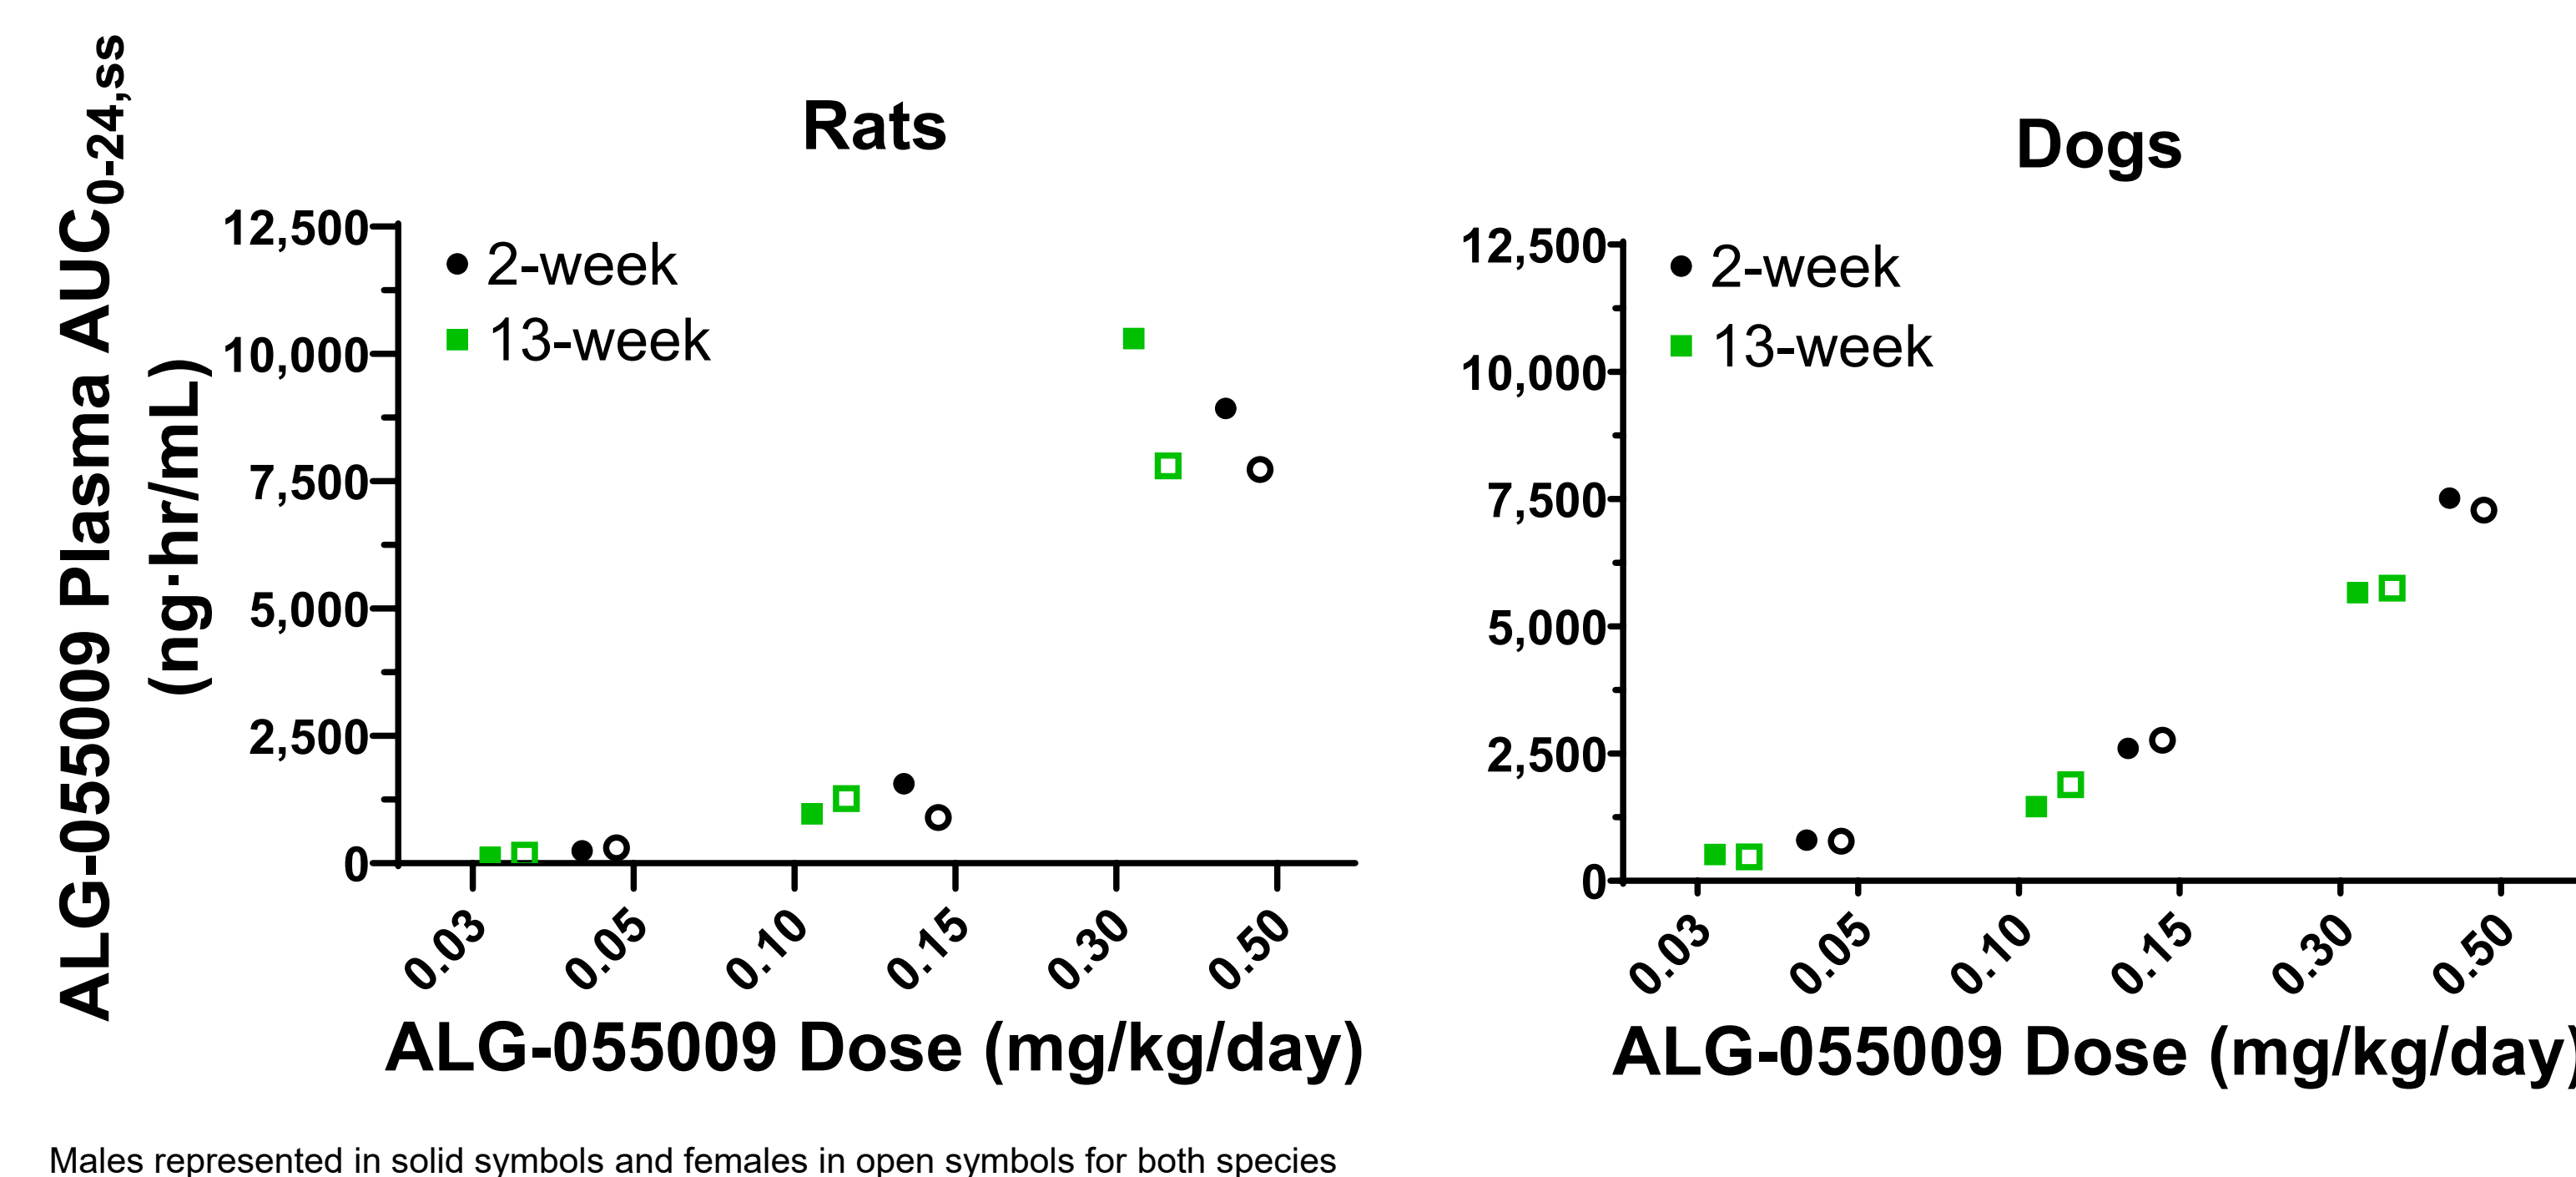 ALG-055009 Plasma AUC0-24,ss
(ng·hr/mL)
Rats
12,500
10,000
7,500
5,000
2,500
0
2-week
13-week
0.03
0.05
0.10
0.15
0.30
0.50
ALG-055009 Dose (mg/kg/day)
Dogs
12,500
10,000
7,500
5,000
2,500
0
2-week
13-week
0.03
0.05
0.10
0.15
0.30
0.50
ALG-055009 Dose (mg/kg/day)
Males represented in solid symbols and females in open symbols for both species